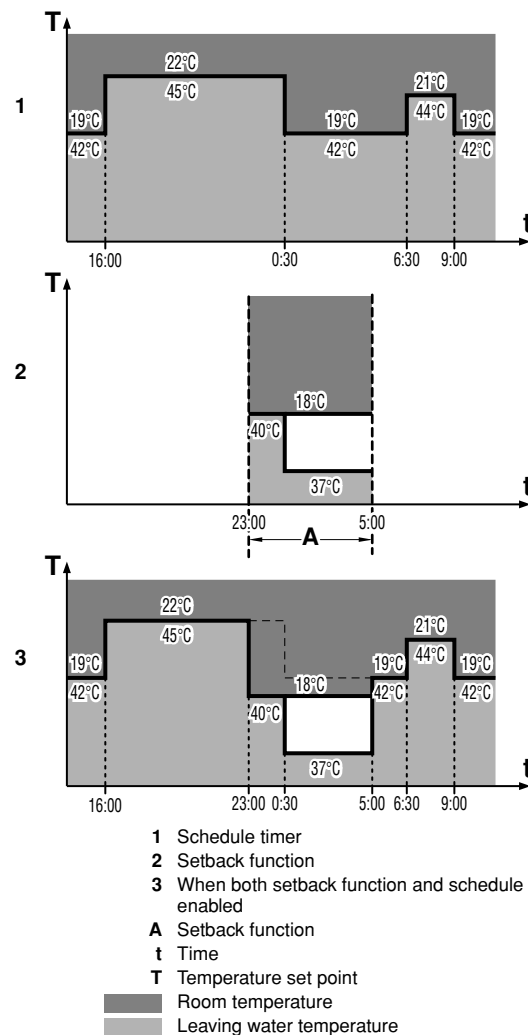 T
22°C
45°C
21°C
44°C
1
19°C 19°C 19°C
42°C 42°C 42°C
t
16:00 0:30 6:30 9:00
T
2
18°C
40°C
37°C
t
23:00 5:00
A
T
22°C
45°C
21°C
44°C
3
19°C 19°C 19°C
42°C 18°C 42°C 42°C
40°C
37°C
t
16:00 23:00 0:30 5:00 6:30 9:00
1 Schedule timer
2 Setback function
3 When both setback function and schedule
enabled
A Setback function
t Time
T Temperature set point
Room temperature
Leaving water temperature